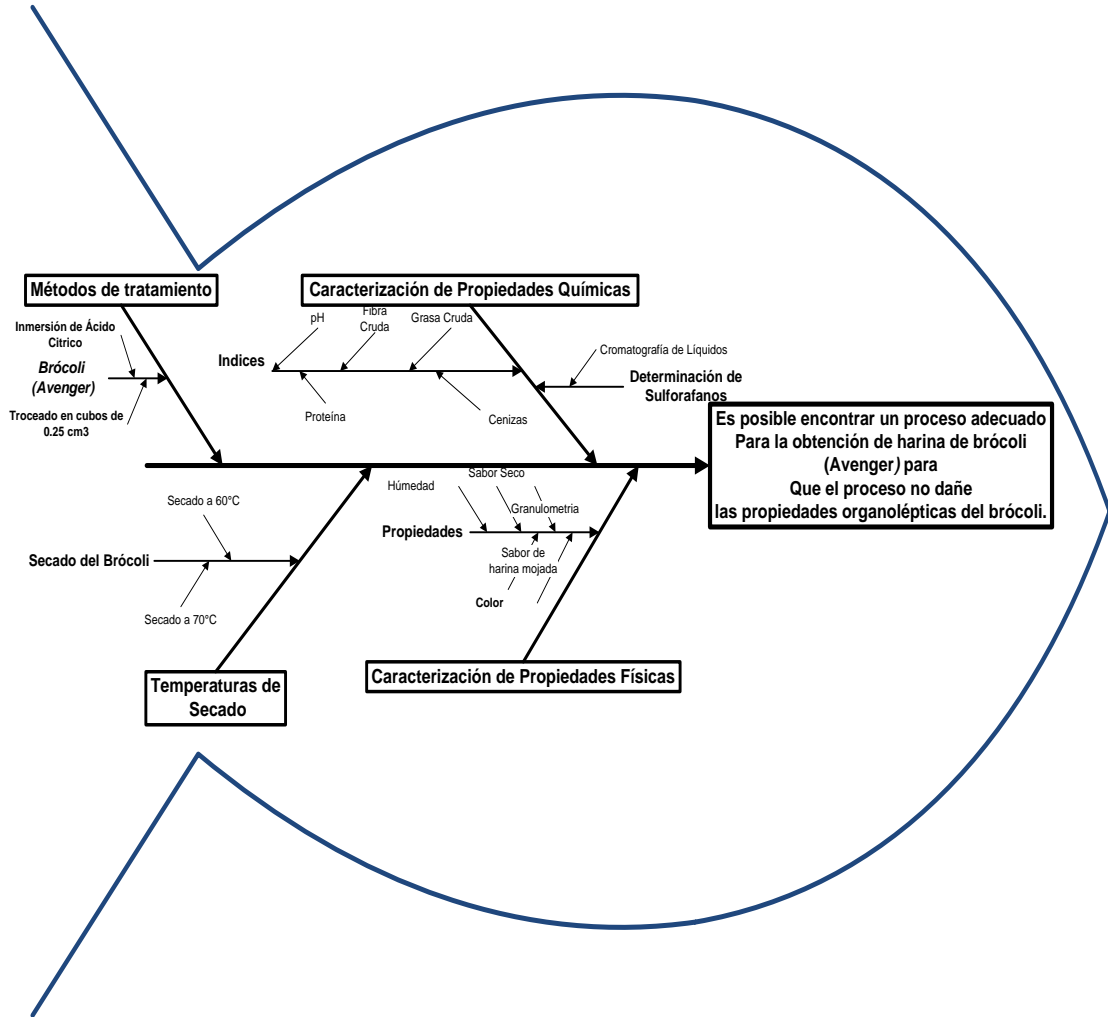 Métodos de tratamiento
Caracterización de Propiedades Químicas
Inmersión de Ácido
Citrico
Brócoli
(Avenger)
Troceado en cubos de
0.25 cm3
pH
Fibra
Cruda
Grasa Cruda
Indices
Proteína
Cenizas
Cromatografía de Líquidos
Determinación de
Sulforafanos
Es posible encontrar un proceso adecuado
Para la obtención de harina de brócoli
(Avenger) para
Que el proceso no dañe
las propiedades organolépticas del brócoli.
Secado a 60°C
Secado del Brócoli
Secado a 70°C
Húmedad
Sabor Seco
Granulometria
Propiedades
Sabor de
harina mojada
Color
Temperaturas de
Secado
Caracterización de Propiedades Físicas